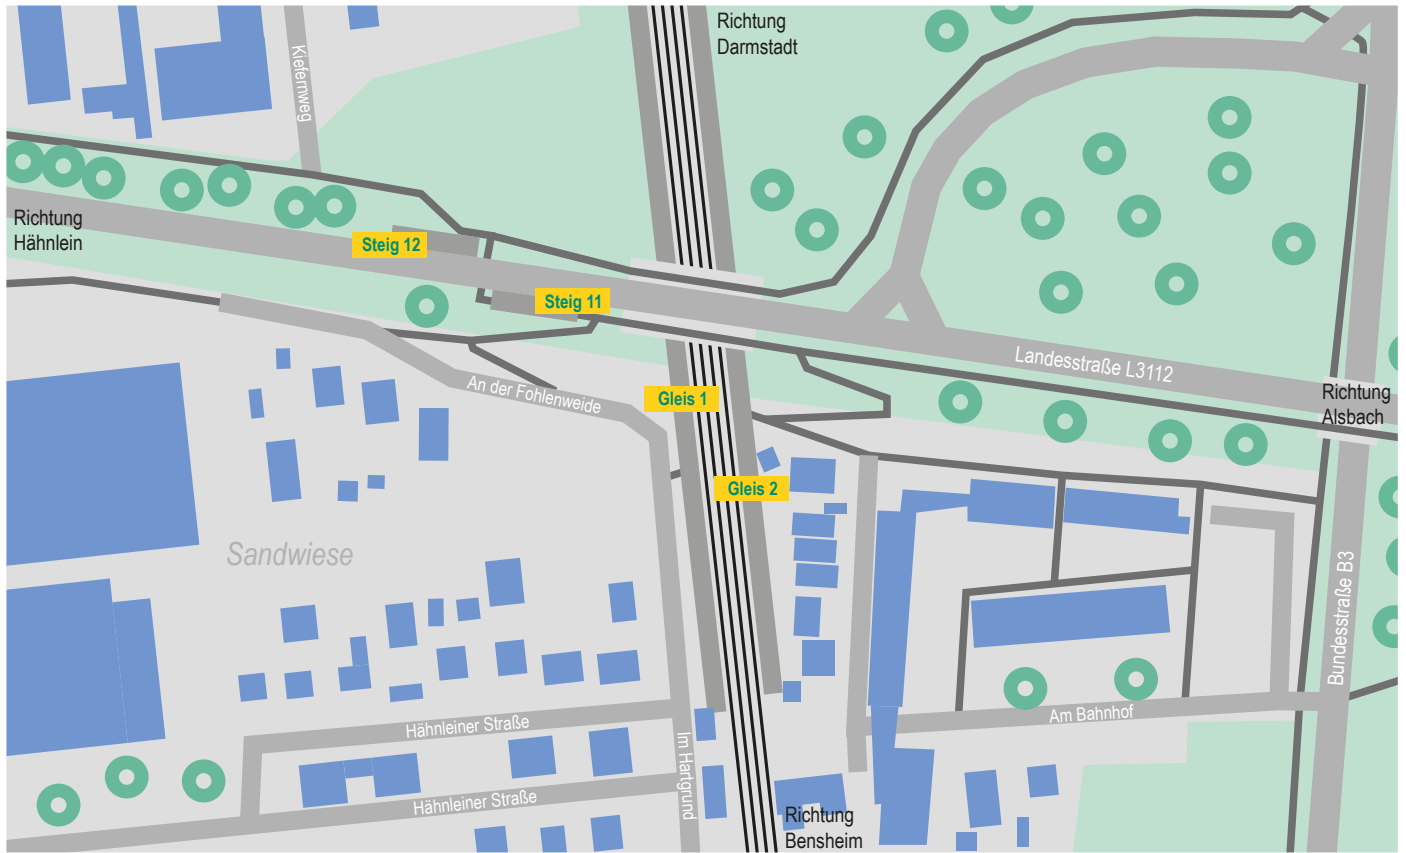 Richtung
Darmstadt
Kiefernweg
Richtung
Hähnlein
Steig 12
Steig 11
Landesstraße L3112
Richtung
Alsbach
An der Fohlenweide
Gleis 1
Gleis 2
Sandwiese
Bundesstraße B3
Am Bahnhof
Hähnleiner Straße
Im Hartgrund
Hähnleiner Straße
Richtung
Bensheim